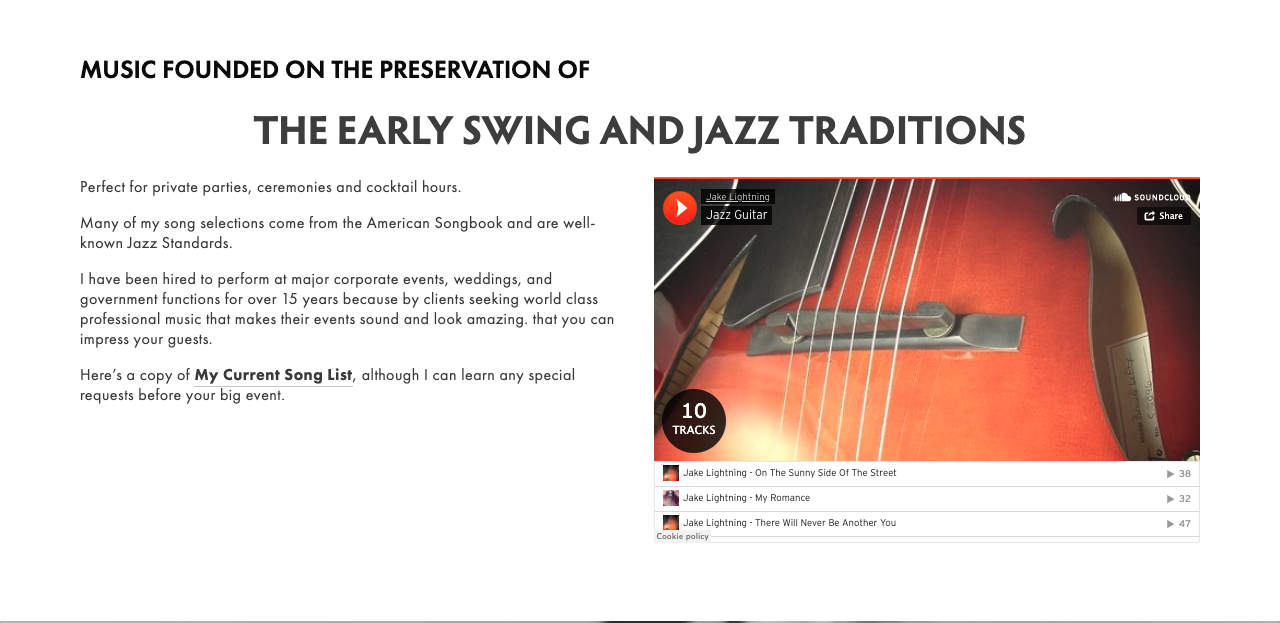 MUSIC FOUNDED ON THE PRESERVATION OF
THE EARLY SWING AND JAZZ TRADITIONS
Perfect for private parties, ceremonies and cocktail hours.
Many of my song selections come from the American Songbook and are well-
known Jazz Standards.
I have been hired to perform at major corporate events, weddings, and
government functions for over 15 years because by clients seeking world class
professional music that makes their events sound and look amazing. that you can
impress your guests.
Here's a copy of My Current Song List, although I can learn any special
requests before your big event.
Jake Lightning
Jazz Guitar
SOUNDCLOUD
Share
10
TRACKS
Jake Lightning - On The Sunny Side Of The Street 38
Jake Lightning - My Romance 32
Jake Lightning - There Will Never Be Another You 47
Cookie policy